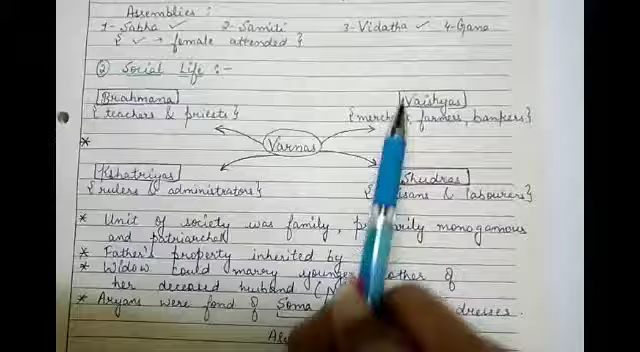 Assemblies :
1- Sabha ✓ 2- Samiti 3- Vidatha ✓ 4- Gana
{ ✓ → female attended }
② Social Life :-
Brahmana Vaishyas
{teachers & priests} farmers, bankers}
* Varnas
Kshatriyas Shudras
{rulers & administrators} & labourers}
* Unit of society was family, monogamous
and patriarchal
* Father's property inherited by
* Widow could marry younger of
her deceased husband
* Aryans were fond of Soma dresses.